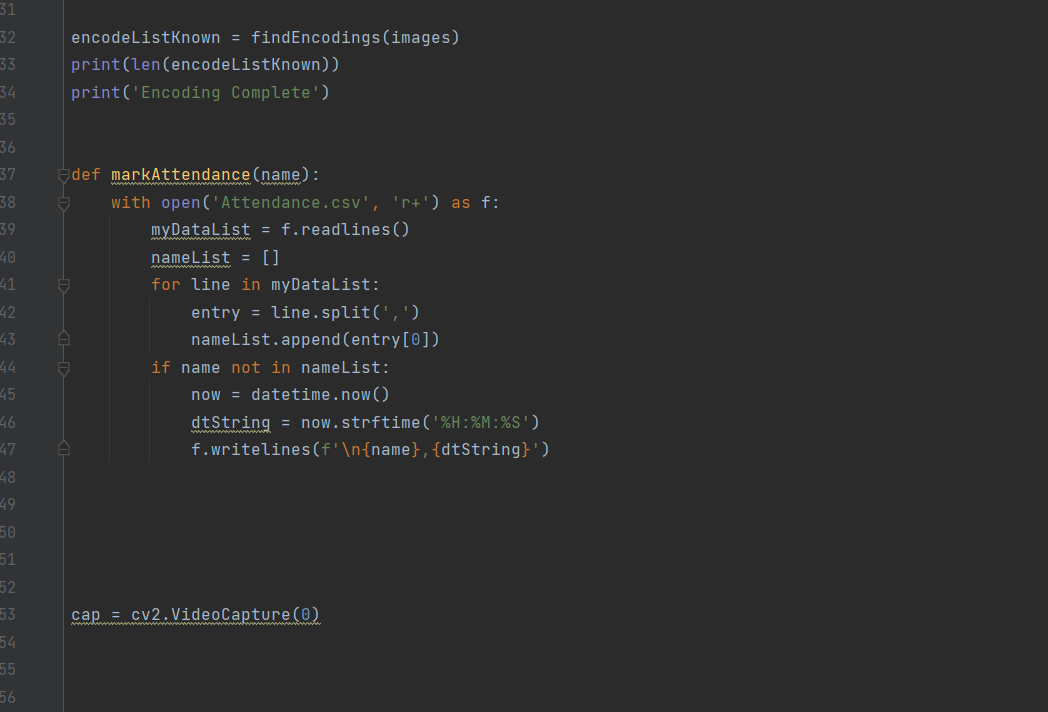 31
32 encodeListKnown = findEncodings(images)
33 print(len(encodeListKnown))
34 print('Encoding Complete')
35
36
37 def markAttendance(name):
38     with open('Attendance.csv', 'r+') as f:
39         myDataList = f.readlines()
40         nameList = []
41         for line in myDataList:
42             entry = line.split(',')
43             nameList.append(entry[0])
44         if name not in nameList:
45             now = datetime.now()
46             dtString = now.strftime('%H:%M:%S')
47             f.writelines(f'\n{name},{dtString}')
48
49
50
51
52
53 cap = cv2.VideoCapture(0)
54
55
56